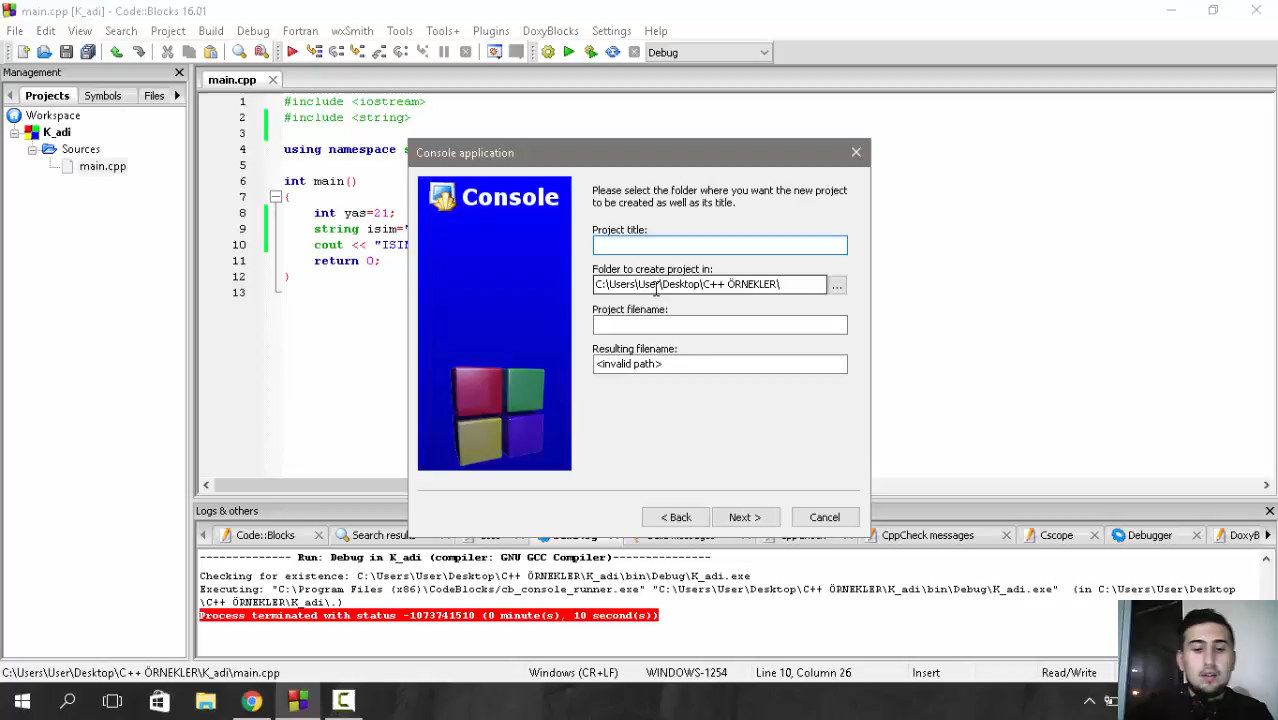 main.cpp [K_adi] - Code::Blocks 16.01
File Edit View Search Project Build Debug Fortran wxSmith Tools Tools+ Plugins DoxyBlocks Settings Help
Debug
Management
Projects Symbols Files
Workspace
K_adi
Sources
main.cpp
main.cpp
1 #include <iostream>
2 #include <string>
3
4 using namespace
5
6 int main()
7 {
8 int yas=21;
9 string isim="
10 cout << "ISI
11 return 0;
12 }
13
Console application
Console
Please select the folder where you want the new project
to be created as well as its title.
Project title:
Folder to create project in:
C:\Users\User\Desktop\C++ ÖRNEKLER\
...
Project filename:
Resulting filename:
<invalid path>
< Back Next > Cancel
Logs & others
Code::Blocks Search CppCheck messages Cscope Debugger DoxyB
-------------- Run: Debug in K_adi (compiler: GNU GCC Compiler)---------------
Checking for existence: C:\Users\User\Desktop\C++ ÖRNEKLER\K_adi\bin\Debug\K_adi.exe
Executing: "C:\Program Files (x86)\CodeBlocks/cb_console_runner.exe" "C:\Users\User\Desktop\C++ ÖRNEKLER\K_adi\bin\Debug\K_adi.exe" (in C:\Users\User\Desktop
\C++ ÖRNEKLER\K_adi\.)
Process terminated with status -1073741510 (0 minute(s), 10 second(s))
C:\Users\User\Desktop\C++ ÖRNEKLER\K_adi\main.cpp Windows (CR+LF) WINDOWS-1254 Line 10, Column 26 Insert Read/Write